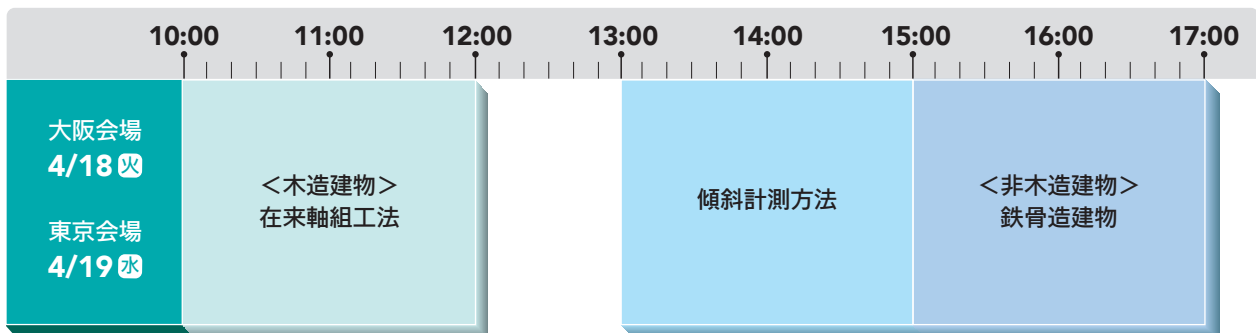 10:00 11:00 12:00 13:00 14:00 15:00 16:00 17:00
大阪会場
4/18 火
東京会場
4/19 水
＜木造建物＞
在来軸組工法
傾斜計測方法
＜非木造建物＞
鉄骨造建物